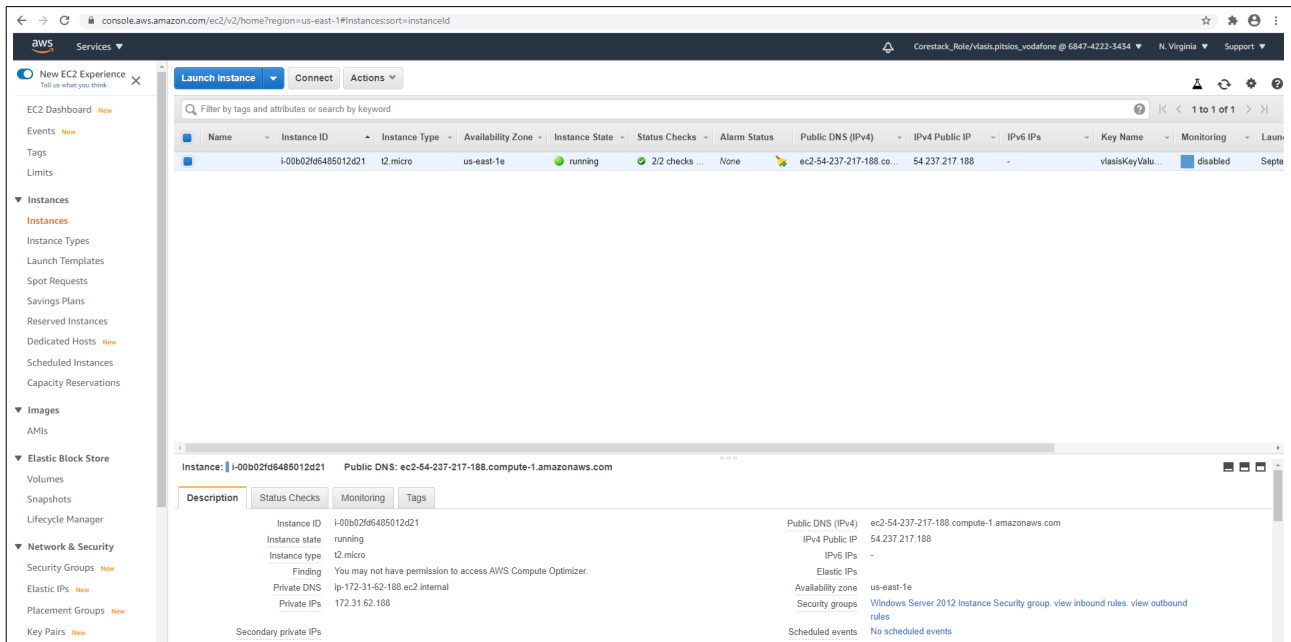 console.aws.amazon.com/ec2/v2/home?region=us-east-1#Instances:sort=instanceId
aws Services Corestack_Role/vlasis.pitsios_vodafone @ 6847-4222-3434 N. Virginia Support
New EC2 Experience
Tell us what you think
EC2 Dashboard New
Events New
Tags
Limits
Instances
Instances
Instance Types
Launch Templates
Spot Requests
Savings Plans
Reserved Instances
Dedicated Hosts New
Scheduled Instances
Capacity Reservations
Images
AMIs
Elastic Block Store
Volumes
Snapshots
Lifecycle Manager
Network & Security
Security Groups New
Elastic IPs New
Placement Groups New
Key Pairs New
Launch Instance Connect Actions
Filter by tags and attributes or search by keyword 1 to 1 of 1
Name Instance ID Instance Type Availability Zone Instance State Status Checks Alarm Status Public DNS (IPv4) IPv4 Public IP IPv6 IPs Key Name Monitoring Laun
i-00b02fd6485012d21 t2.micro us-east-1e running 2/2 checks ... None ec2-54-237-217-188.co... 54.237.217.188 - vlasisKeyValu... disabled Septe
Instance: i-00b02fd6485012d21 Public DNS: ec2-54-237-217-188.compute-1.amazonaws.com
Description Status Checks Monitoring Tags
Instance ID i-00b02fd6485012d21
Instance state running
Instance type t2.micro
Finding You may not have permission to access AWS Compute Optimizer.
Private DNS ip-172-31-62-188.ec2.internal
Private IPs 172.31.62.188
Secondary private IPs
Public DNS (IPv4) ec2-54-237-217-188.compute-1.amazonaws.com
IPv4 Public IP 54.237.217.188
IPv6 IPs -
Elastic IPs
Availability zone us-east-1e
Security groups Windows Server 2012 Instance Security group. view inbound rules. view outbound
rules
Scheduled events No scheduled events